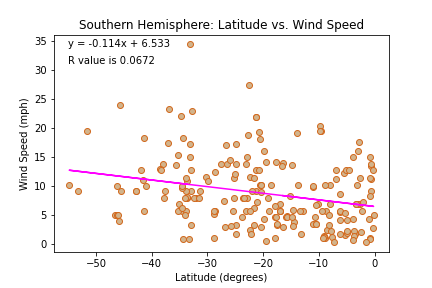 Southern Hemisphere: Latitude vs. Wind Speed
y = -0.114x + 6.533
R value is 0.0672
Wind Speed (mph)
35
30
25
20
15
10
5
0
−50
−40
−30
−20
−10
0
Latitude (degrees)